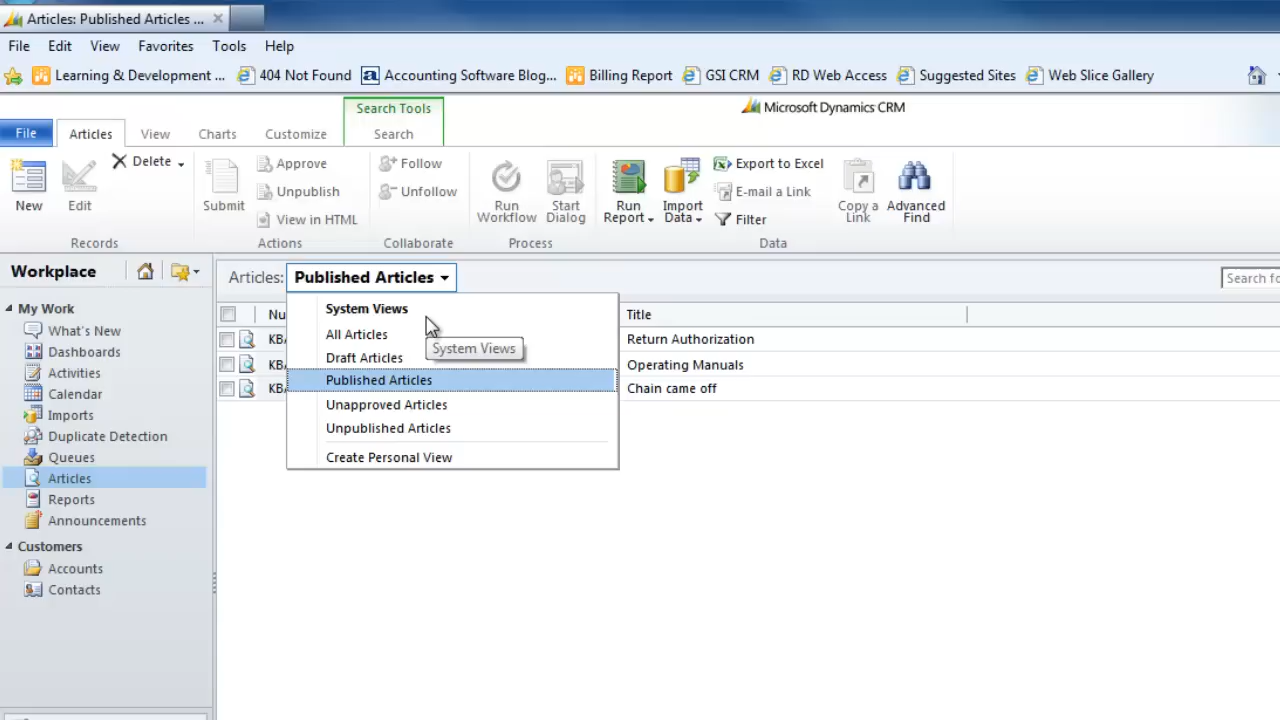 Articles: Published Articles ...
File Edit View Favorites Tools Help
Learning & Development ... 404 Not Found Accounting Software Blog... Billing Report GSI CRM RD Web Access Suggested Sites Web Slice Gallery
Search Tools
Microsoft Dynamics CRM
File Articles View Charts Customize Search
New
Edit
Delete
Submit
Approve
Unpublish
View in HTML
Follow
Unfollow
Run
Workflow
Start
Dialog
Run
Report
Import
Data
Export to Excel
E-mail a Link
Filter
Copy a
Link
Advanced
Find
Records Actions Collaborate Process Data
Workplace
My Work
What's New
Dashboards
Activities
Calendar
Imports
Duplicate Detection
Queues
Articles
Reports
Announcements
Customers
Accounts
Contacts
Articles: Published Articles
Search fo
Nu
Title
KBA
Return Authorization
KBA
Operating Manuals
KBA
Chain came off
System Views
All Articles
Draft Articles
Published Articles
Unapproved Articles
Unpublished Articles
Create Personal View
System Views